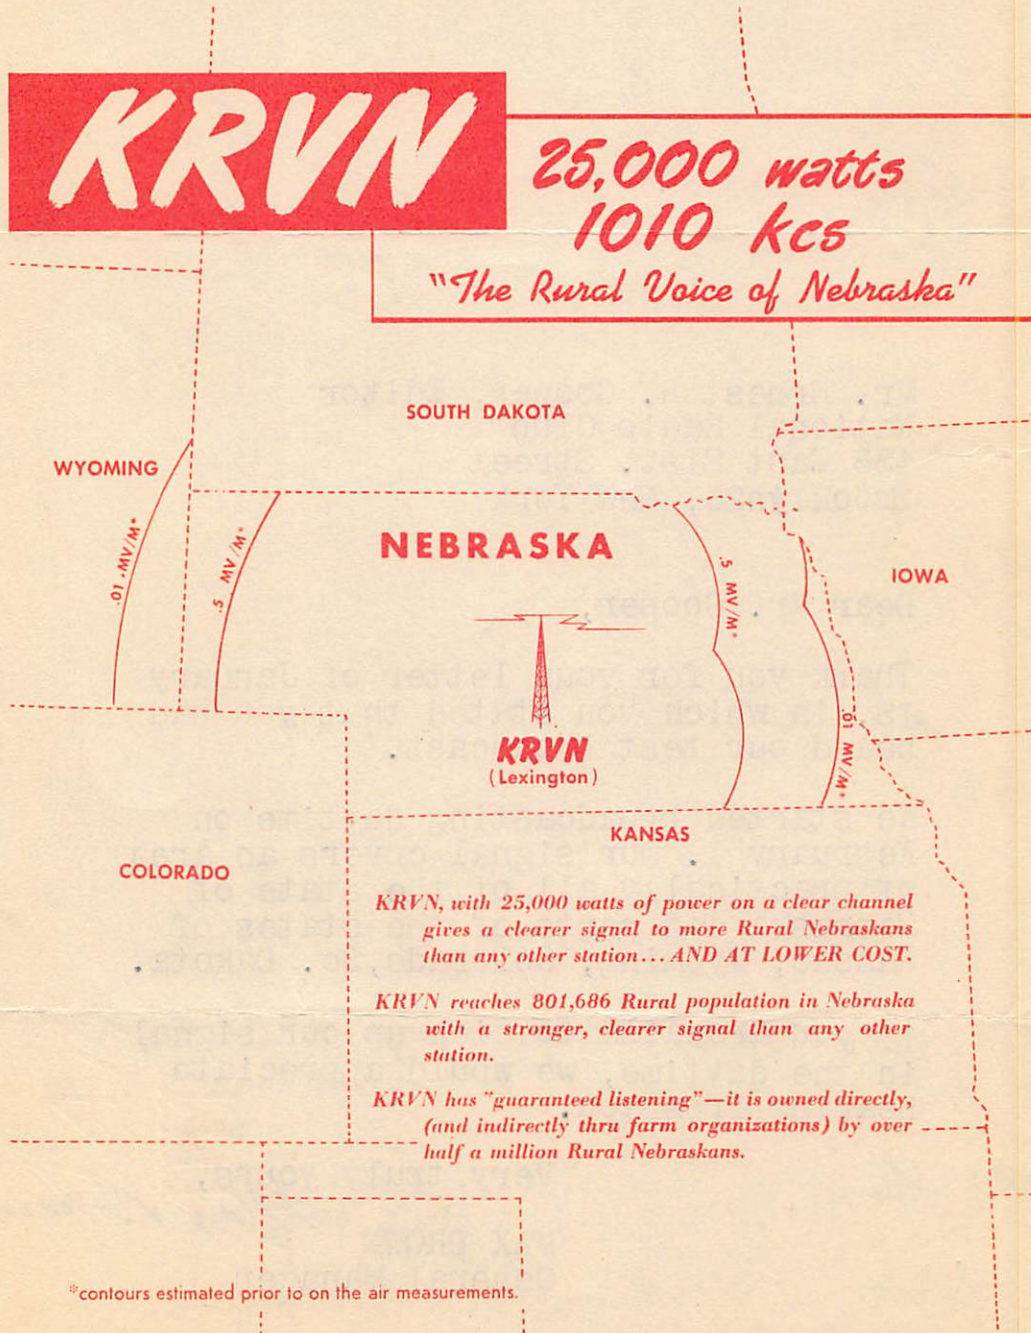 KRVN
25,000 watts
1010 kcs
"The Rural Voice of Nebraska"
SOUTH DAKOTA
WYOMING
NEBRASKA
IOWA
.01 MV/M*
.5 MV/M*
.5 MV/M*
.01 MV/M*
KRVN
(Lexington)
KANSAS
COLORADO
KRVN, with 25,000 watts of power on a clear channel
gives a clearer signal to more Rural Nebraskans
than any other station... AND AT LOWER COST.
KRVN reaches 801,686 Rural population in Nebraska
with a stronger, clearer signal than any other
station.
KRVN has "guaranteed listening"—it is owned directly,
(and indirectly thru farm organizations) by over
half a million Rural Nebraskans.
*contours estimated prior to on the air measurements.